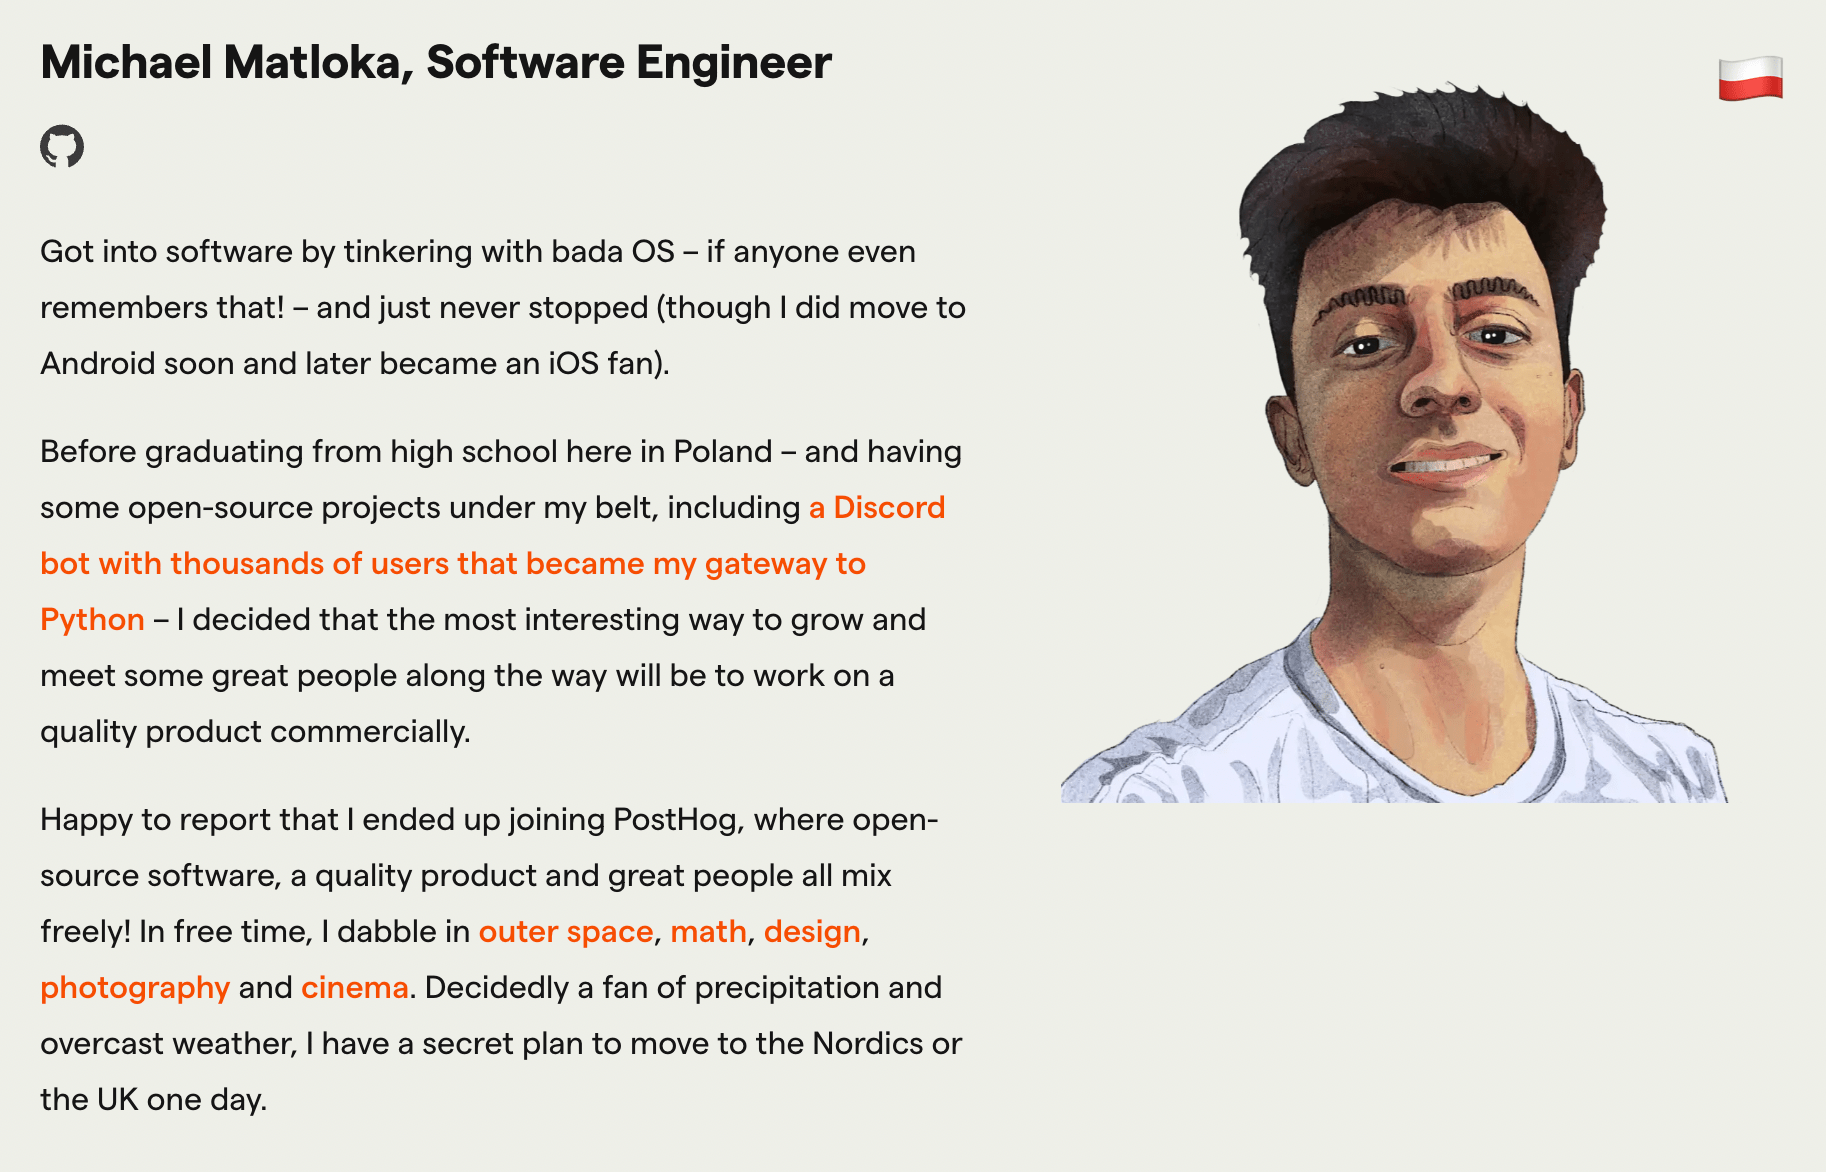 Michael Matloka, Software Engineer
Got into software by tinkering with bada OS – if anyone even
remembers that! – and just never stopped (though I did move to
Android soon and later became an iOS fan).
Before graduating from high school here in Poland – and having
some open-source projects under my belt, including a Discord
bot with thousands of users that became my gateway to
Python – I decided that the most interesting way to grow and
meet some great people along the way will be to work on a
quality product commercially.
Happy to report that I ended up joining PostHog, where open-
source software, a quality product and great people all mix
freely! In free time, I dabble in outer space, math, design,
photography and cinema. Decidedly a fan of precipitation and
overcast weather, I have a secret plan to move to the Nordics or
the UK one day.